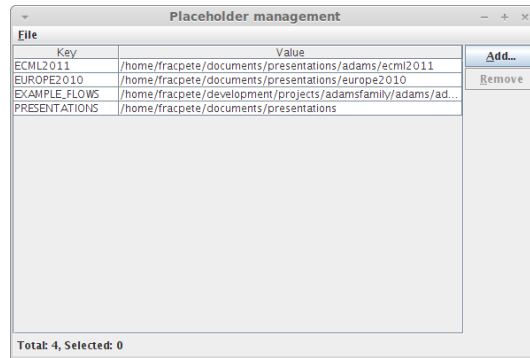 Placeholder management
File
Key Value
ECML2011 /home/fracpete/documents/presentations/adams/ecml2011
EUROPE2010 /home/fracpete/documents/presentations/europe2010
EXAMPLE_FLOWS /home/fracpete/development/projects/adamsfamily/adams/ad...
PRESENTATIONS /home/fracpete/documents/presentations
Add...
Remove
Total: 4, Selected: 0